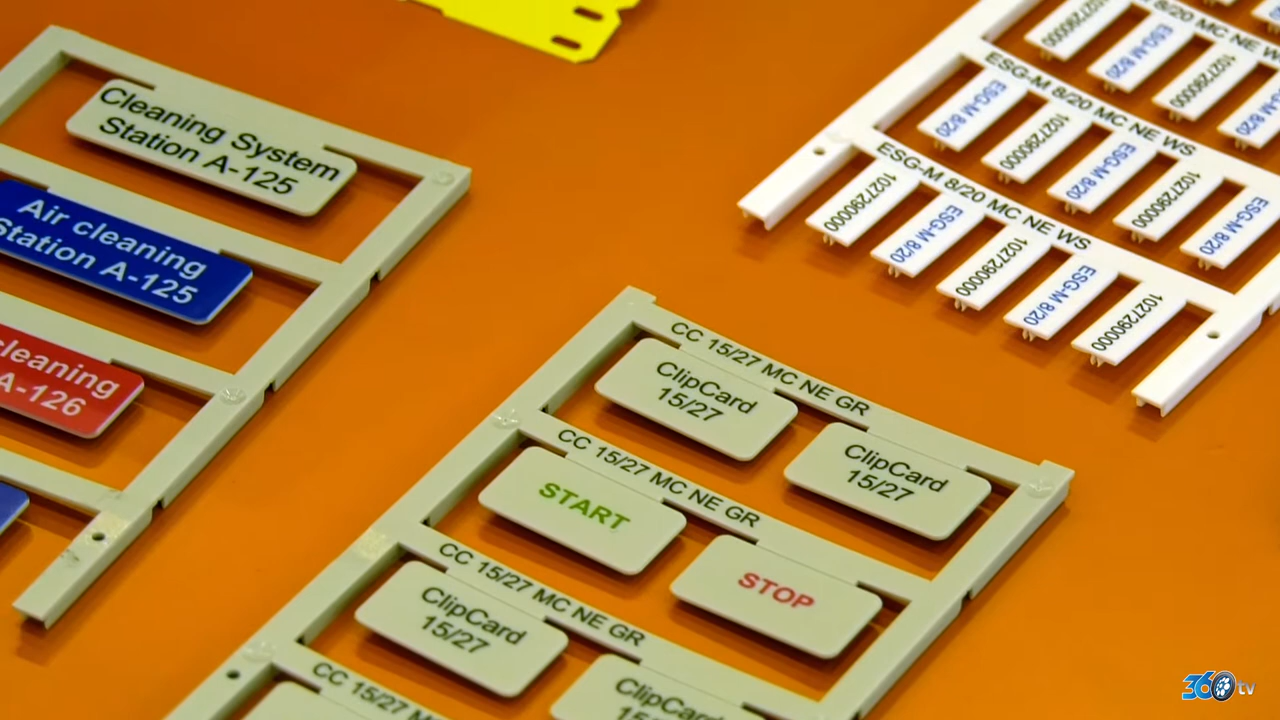 Cleaning System
Station A-125
Air cleaning
Station A-125
cleaning
A-126
8/20 MC NE WS
1027290000
ESG-M 8/20
1027290000
ESG-M 8/20
ESG-M 8/20 MC NE WS
ESG-M 8/20
1027290000
ESG-M 8/20
1027290000
ESG-M 8/20
ESG-M 8/20 MC NE WS
1027290000
ESG-M 8/20
1027290000
ESG-M 8/20
1027290000
CC 15/27 MC NE GR
ClipCard
15/27
ClipCard
15/27
CC 15/27 MC NE GR
START
STOP
CC 15/27 MC NE GR
ClipCard
15/27
ClipCard
15/27
CC 15/27 MC
360tv